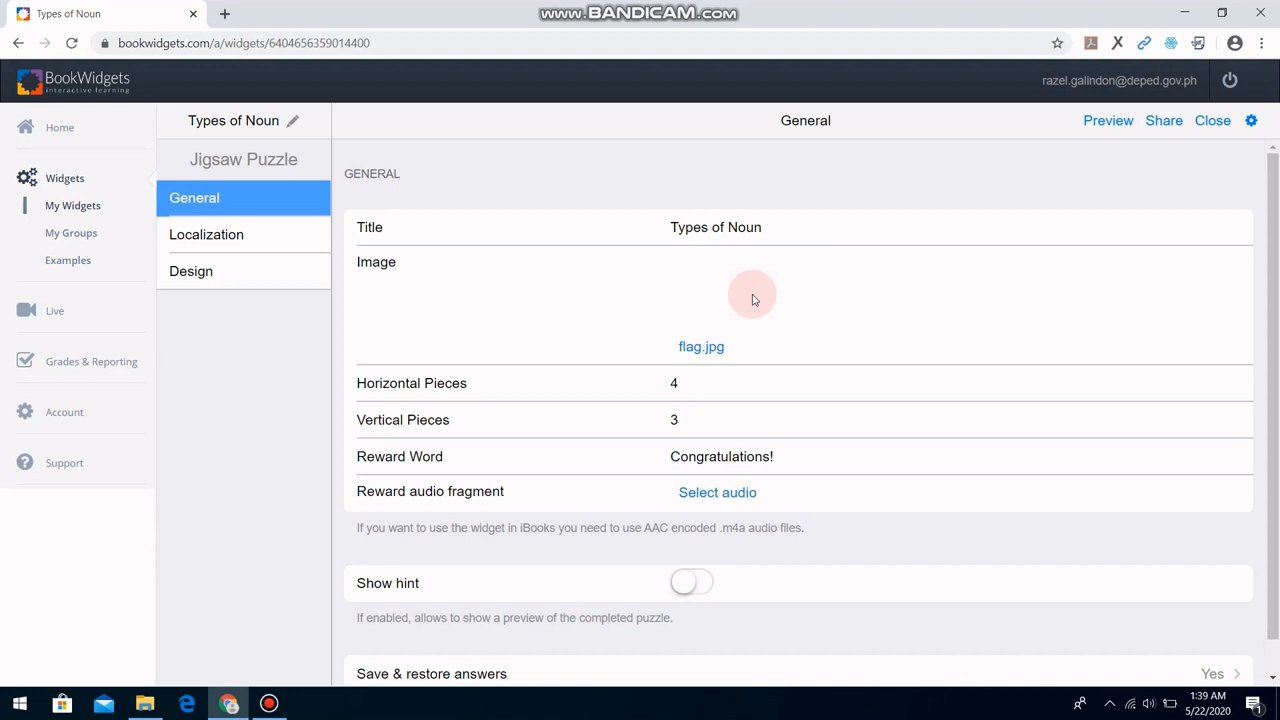 Types of Noun
www.BANDICAM.com
bookwidgets.com/a/widgets/6404656359014400
BookWidgets
interactive learning
razel.galindon@deped.gov.ph
Home
Widgets
My Widgets
My Groups
Examples
Live
Grades & Reporting
Account
Support
Types of Noun
Jigsaw Puzzle
General
Localization
Design
General
Preview
Share
Close
GENERAL
Title Types of Noun
Image
flag.jpg
Horizontal Pieces 4
Vertical Pieces 3
Reward Word Congratulations!
Reward audio fragment Select audio
If you want to use the widget in iBooks you need to use AAC encoded .m4a audio files.
Show hint
If enabled, allows to show a preview of the completed puzzle.
Save & restore answers Yes
1:39 AM
5/22/2020
1